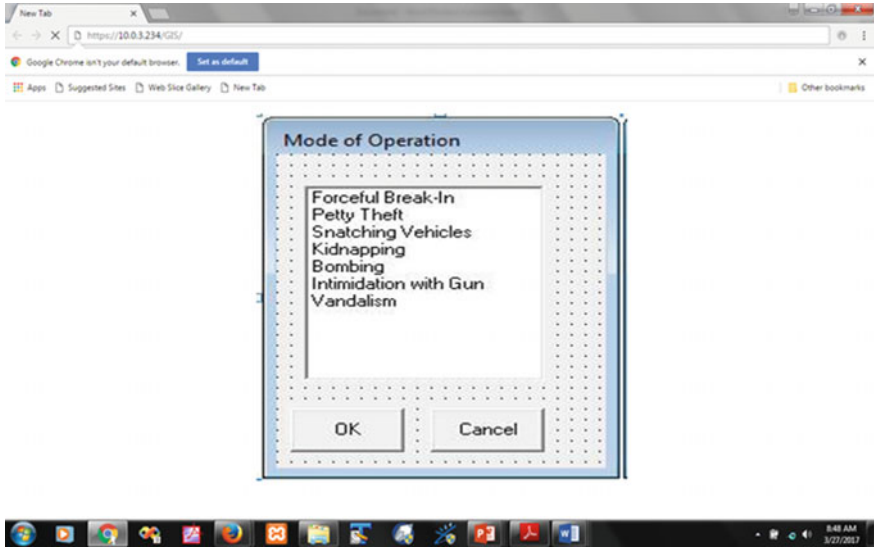 New Tab
https://10.0.3.234/GIS/
Google Chrome isn't your default browser. Set as default
Apps Suggested Sites Web Slice Gallery New Tab Other bookmarks
Mode of Operation
Forceful Break-In
Petty Theft
Snatching Vehicles
Kidnapping
Bombing
Intimidation with Gun
Vandalism
OK Cancel
8:48 AM
3/27/2017